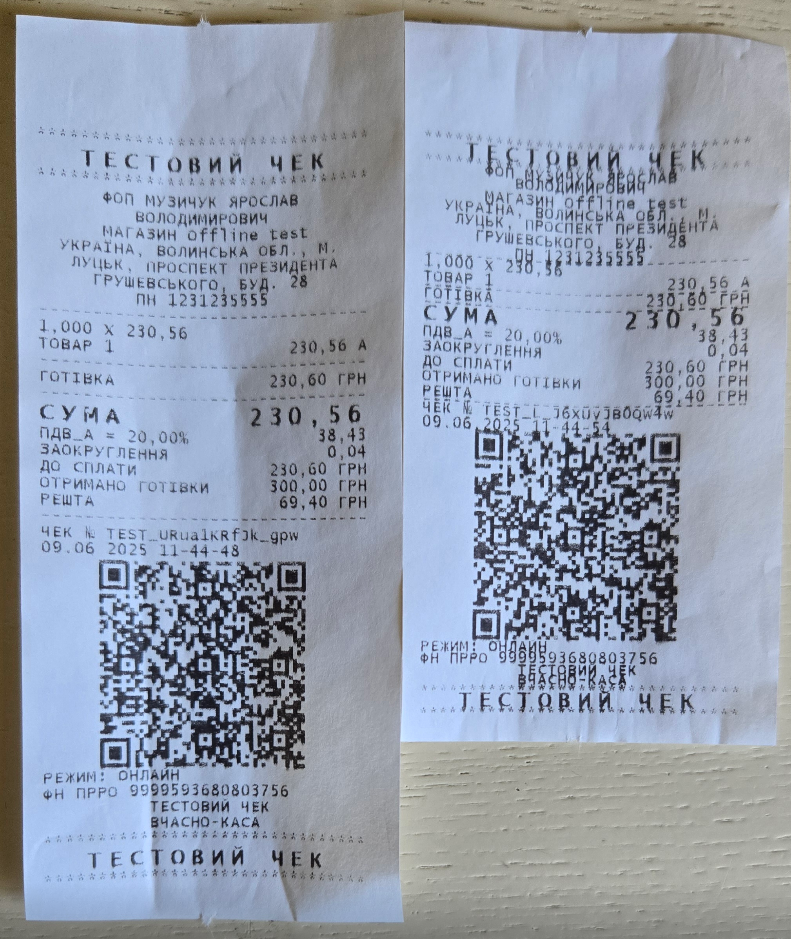 ТЕСТОВИЙ ЧЕК
ФОП МУЗИЧУК ЯРОСЛАВ
ВОЛОДИМИРОВИЧ
МАГАЗИН offline test
УКРАЇНА, ВОЛИНСЬКА ОБЛ., М.
ЛУЦЬК, ПРОСПЕКТ ПРЕЗИДЕНТА
ГРУШЕВСЬКОГО, БУД. 28
ПН 1231235555
1,000 X 230,56
ТОВАР 1 230,56 А
ГОТІВКА 230,60 ГРН
СУМА 230,56
ПДВ_А = 20,00% 38,43
ЗАОКРУГЛЕННЯ 0,04
ДО СПЛАТИ 230,60 ГРН
ОТРИМАНО ГОТІВКИ 300,00 ГРН
РЕШТА 69,40 ГРН
ЧЕК №
09.06 2025 11-44-48
РЕЖИМ: ОНЛАЙН
ФН ПРРО 9999593680803756
ТЕСТОВИЙ ЧЕК
ВЧАСНО-КАСА
ТЕСТОВИЙ ЧЕК
ТЕСТОВИЙ ЧЕК
ФОП МУЗИЧУК ЯРОСЛАВ
ВОЛОДИМИРОВИЧ
МАГАЗИН offline test
УКРАЇНА, ВОЛИНСЬКА ОБЛ., М.
ЛУЦЬК, ПРОСПЕКТ ПРЕЗИДЕНТА
ГРУШЕВСЬКОГО, БУД. 28
ПН 1231235555
1,000 X 230,56
ТОВАР 1 230,56 А
ГОТІВКА 230,60 ГРН
СУМА 230,56
ПДВ_А = 20,00% 38,43
ЗАОКРУГЛЕННЯ 0,04
ДО СПЛАТИ 230,60 ГРН
ОТРИМАНО ГОТІВКИ 300,00 ГРН
РЕШТА 69,40 ГРН
ЧЕК №
09.06 2025 11-44-54
РЕЖИМ: ОНЛАЙН
ФН ПРРО 9999593680803756
ТЕСТОВИЙ ЧЕК
ВЧАСНО-КАСА
ТЕСТОВИЙ ЧЕК